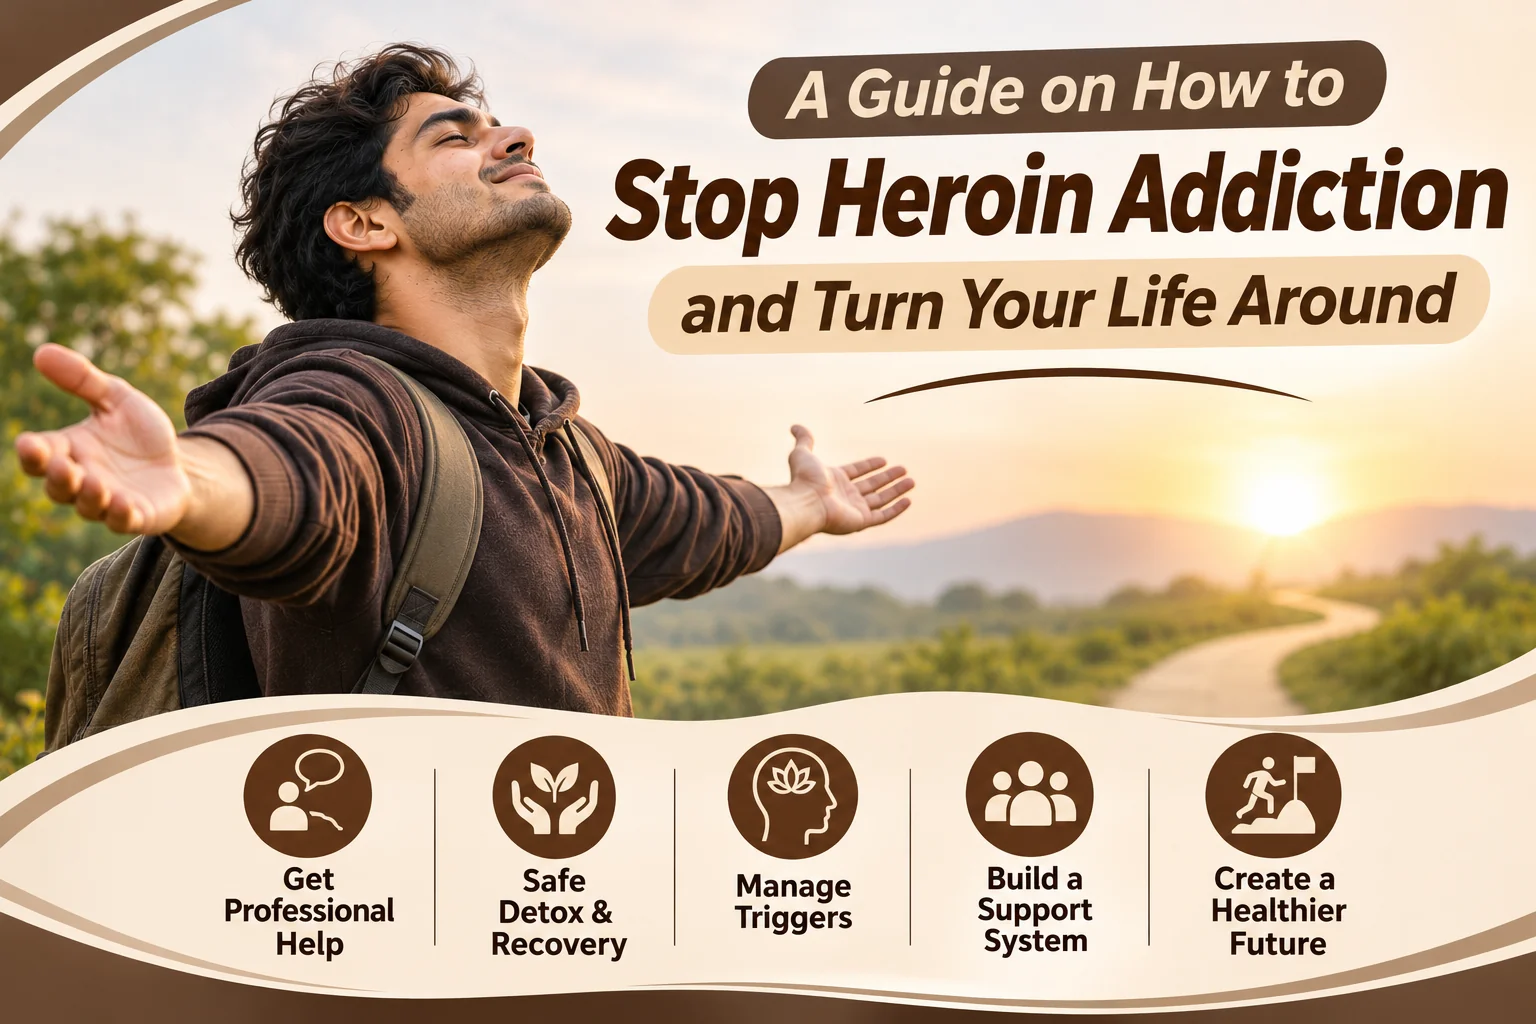 A Guide on How to
Stop Heroin Addiction
and Turn Your Life Around
Get
Professional
Help
Safe
Detox &
Recovery
Manage
Triggers
Build a
Support
System
Create a
Healthier
Future